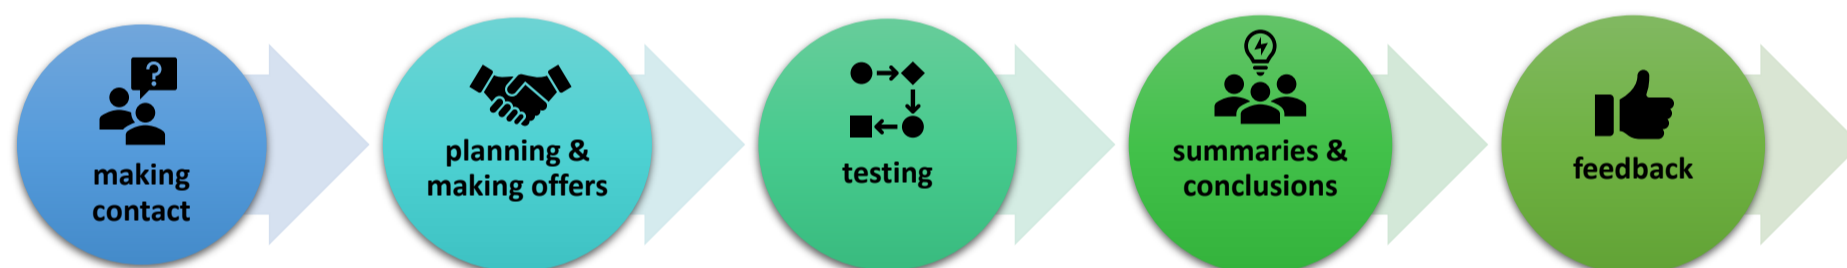 ?
making
contact
planning &
making offers
testing
summaries &
conclusions
feedback